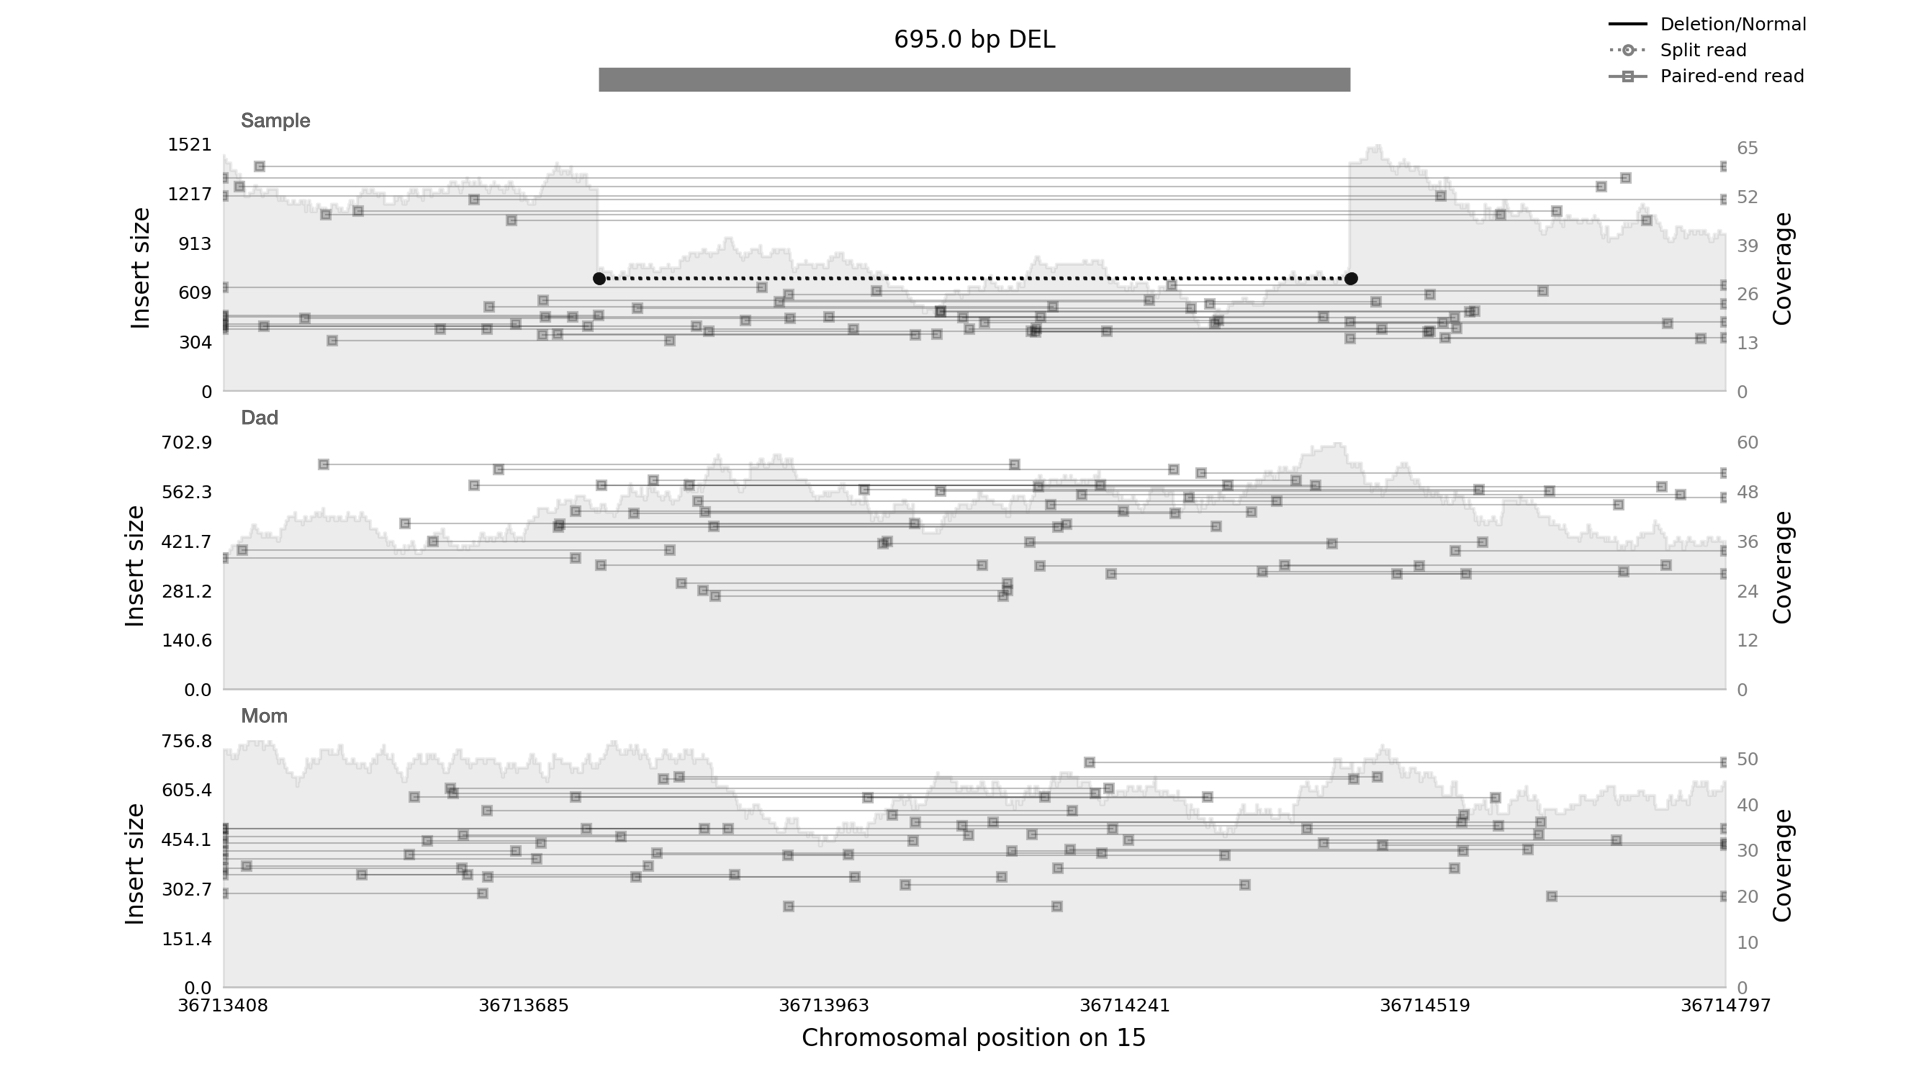 695.0 bp DEL
Deletion/Normal
Split read
Paired-end read
Sample
1521
1217
913
609
304
0
Insert size
65
52
39
26
13
0
Coverage
Dad
702.9
562.3
421.7
281.2
140.6
0.0
Insert size
60
48
36
24
12
0
Coverage
Mom
756.8
605.4
454.1
302.7
151.4
0.0
Insert size
50
40
30
20
10
0
Coverage
36713408 36713685 36713963 36714241 36714519 36714797
Chromosomal position on 15